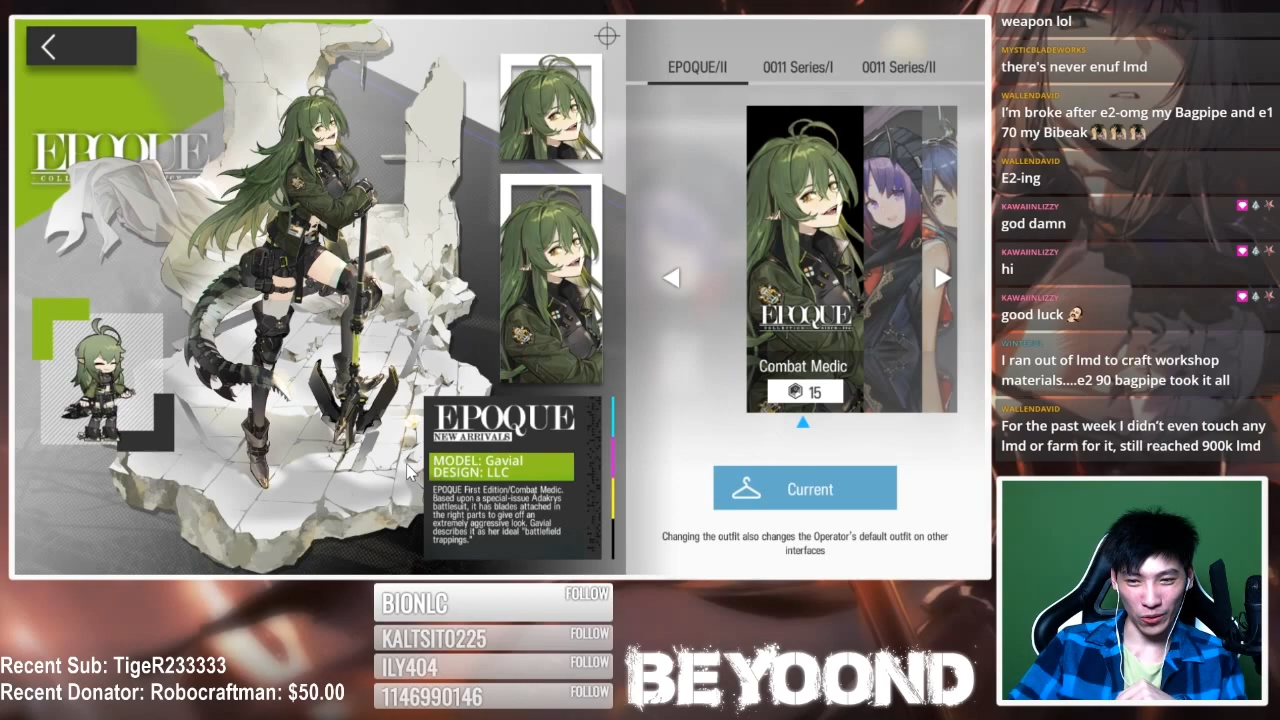 EPOQUE
EPOQUE/II
0011 Series/I
0011 Series/II
EPOQUE
Combat Medic
15
Current
Changing the outfit also changes the Operator's default outfit on other
interfaces
EPOQUE
NEW ARRIVALS
MODEL: Gavial
DESIGN: LLC
EPOQUE First Edition/Combat Medic.
Based upon a special-issue Adakrys
battlesuit, it has blades attached in
the right parts to give off an
extremely aggressive look. Gavial
describes it as her ideal "battlefield
trappings."
weapon lol
MYSTICBLADEWORKS
there's never enuf lmd
WALLENDAVID
I'm broke after e2-omg my Bagpipe and e1
70 my Bibeak
WALLENDAVID
E2-ing
KAWAIINLIZZY
god damn
KAWAIINLIZZY
hi
KAWAIINLIZZY
good luck
I ran out of lmd to craft workshop
materials....e2 90 bagpipe took it all
WALLENDAVID
For the past week I didn't even touch any
lmd or farm for it, still reached 900k lmd
BIONLC FOLLOW
KALTSIT0225 FOLLOW
ILY404 FOLLOW
1146990146 FOLLOW
Recent Sub: TigeR233333
Recent Donator: Robocraftman: $50.00
BEYOOND